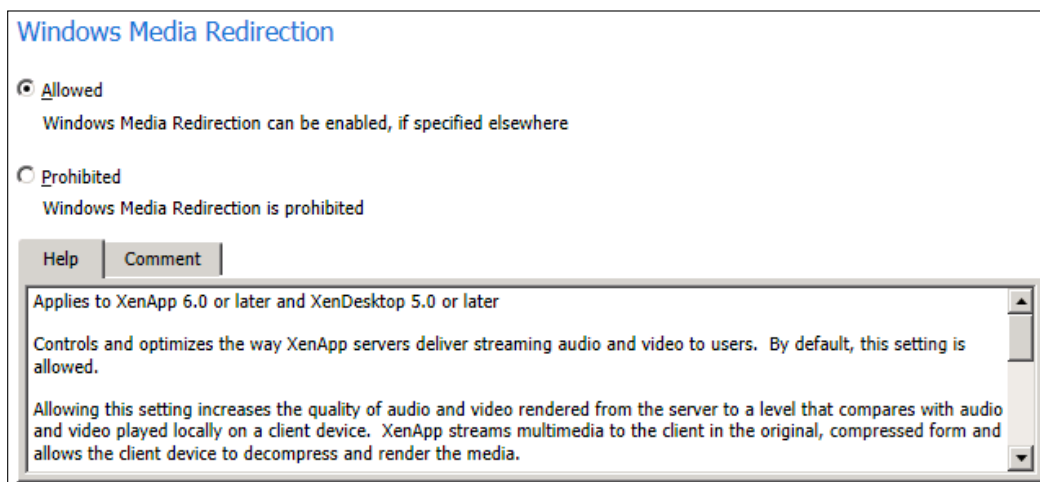 Windows Media Redirection
Allowed
Windows Media Redirection can be enabled, if specified elsewhere
Prohibited
Windows Media Redirection is prohibited
Help Comment
Applies to XenApp 6.0 or later and XenDesktop 5.0 or later
Controls and optimizes the way XenApp servers deliver streaming audio and video to users.  By default, this setting is
allowed.
Allowing this setting increases the quality of audio and video rendered from the server to a level that compares with audio
and video played locally on a client device.  XenApp streams multimedia to the client in the original, compressed form and
allows the client device to decompress and render the media.